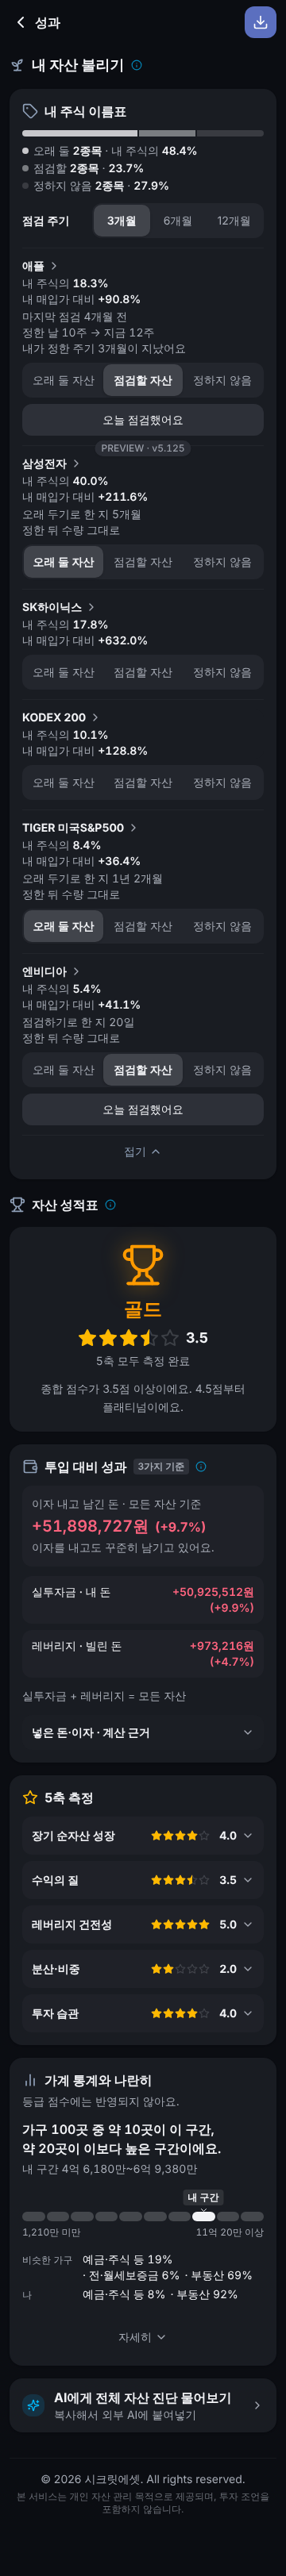 성과
내 자산 불리기
내 주식 이름표
오래 둘 2종목 · 내 주식의 48.4%
점검할 2종목 · 23.7%
정하지 않음 2종목 · 27.9%
점검 주기 3개월 6개월 12개월
애플
내 주식의 18.3%
내 매입가 대비 +90.8%
마지막 점검 4개월 전
정한 날 10주 → 지금 12주
내가 정한 주기 3개월이 지났어요
오래 둘 자산 점검할 자산 정하지 않음
오늘 점검했어요
PREVIEW · v5.125
삼성전자
내 주식의 40.0%
내 매입가 대비 +211.6%
오래 두기로 한 지 5개월
정한 뒤 수량 그대로
오래 둘 자산 점검할 자산 정하지 않음
SK하이닉스
내 주식의 17.8%
내 매입가 대비 +632.0%
오래 둘 자산 점검할 자산 정하지 않음
KODEX 200
내 주식의 10.1%
내 매입가 대비 +128.8%
오래 둘 자산 점검할 자산 정하지 않음
TIGER 미국S&P500
내 주식의 8.4%
내 매입가 대비 +36.4%
오래 두기로 한 지 1년 2개월
정한 뒤 수량 그대로
오래 둘 자산 점검할 자산 정하지 않음
엔비디아
내 주식의 5.4%
내 매입가 대비 +41.1%
점검하기로 한 지 20일
정한 뒤 수량 그대로
오래 둘 자산 점검할 자산 정하지 않음
오늘 점검했어요
접기
자산 성적표
골드
3.5
5축 모두 측정 완료
종합 점수가 3.5점 이상이에요. 4.5점부터
플래티넘이에요.
투입 대비 성과 3가지 기준
이자 내고 남긴 돈 · 모든 자산 기준
+51,898,727원 (+9.7%)
이자를 내고도 꾸준히 남기고 있어요.
실투자금 · 내 돈 +50,925,512원
(+9.9%)
레버리지 · 빌린 돈 +973,216원
(+4.7%)
실투자금 + 레버리지 = 모든 자산
넣은 돈·이자 · 계산 근거
5축 측정
장기 순자산 성장 4.0
수익의 질 3.5
레버리지 건전성 5.0
분산·비중 2.0
투자 습관 4.0
가계 통계와 나란히
등급 점수에는 반영되지 않아요.
가구 100곳 중 약 10곳이 이 구간,
약 20곳이 이보다 높은 구간이에요.
내 구간 4억 6,180만~6억 9,380만
내 구간
1,210만 미만 11억 20만 이상
비슷한 가구 예금·주식 등 19%
· 전·월세보증금 6% · 부동산 69%
나 예금·주식 등 8% · 부동산 92%
자세히
AI에게 전체 자산 진단 물어보기
복사해서 외부 AI에 붙여넣기
© 2026 시크릿에셋. All rights reserved.
본 서비스는 개인 자산 관리 목적으로 제공되며, 투자 조언을
포함하지 않습니다.